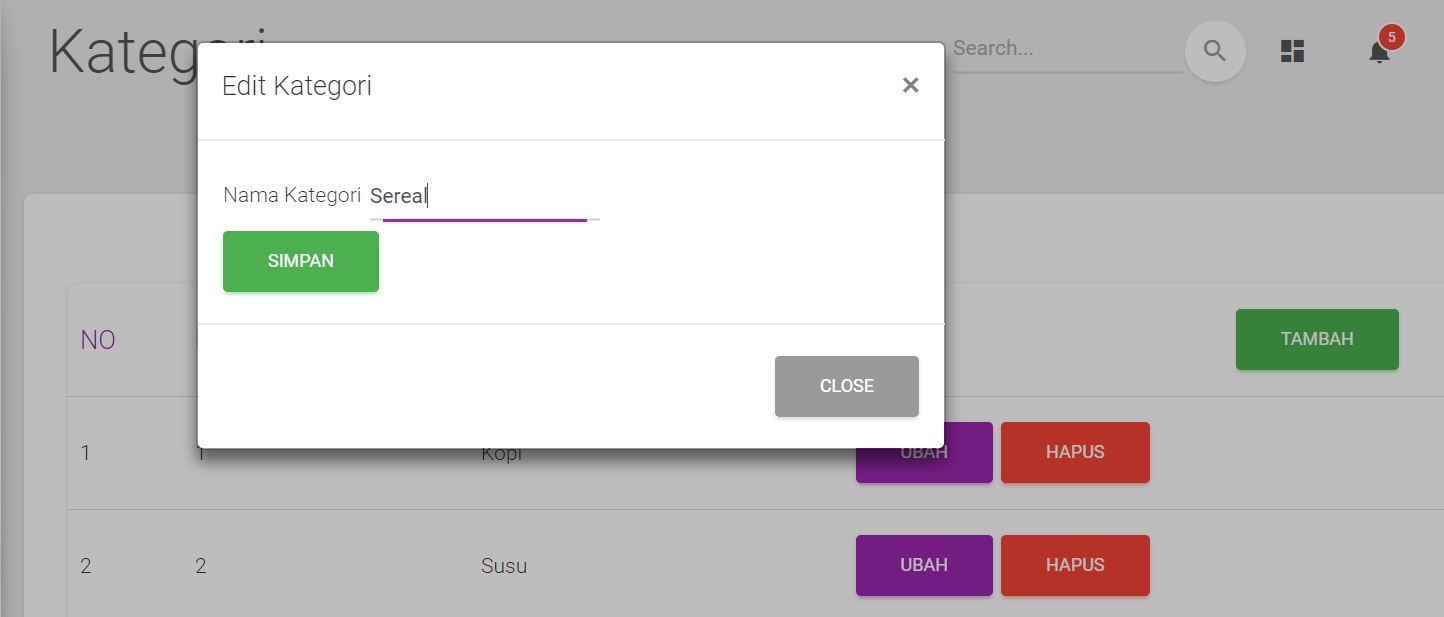 Kategori
Search...
5
Edit Kategori
×
Nama Kategori Sereal
SIMPAN
NO
TAMBAH
CLOSE
1 1 Kopi UBAH HAPUS
2 2 Susu UBAH HAPUS